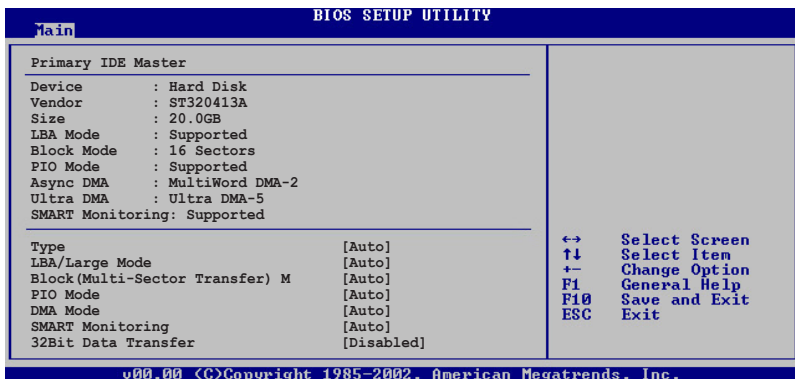 BIOS SETUP UTILITY
Main
Primary IDE Master
Device : Hard Disk
Vendor : ST320413A
Size : 20.0GB
LBA Mode : Supported
Block Mode : 16 Sectors
PIO Mode : Supported
Async DMA : MultiWord DMA-2
Ultra DMA : Ultra DMA-5
SMART Monitoring: Supported
Type [Auto]
LBA/Large Mode [Auto]
Block(Multi-Sector Transfer) M [Auto]
PIO Mode [Auto]
DMA Mode [Auto]
SMART Monitoring [Auto]
32Bit Data Transfer [Disabled]
←→ Select Screen
↑↓ Select Item
+- Change Option
F1 General Help
F10 Save and Exit
ESC Exit
v00.00 (C)Copyright 1985-2002, American Megatrends, Inc.